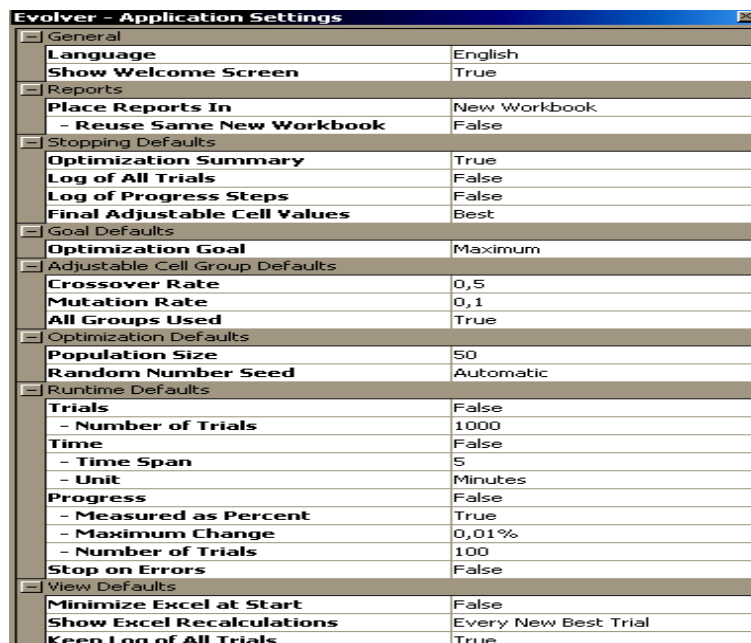 Evolver - Application Settings
General
Language English
Show Welcome Screen True
Reports
Place Reports In New Workbook
- Reuse Same New Workbook False
Stopping Defaults
Optimization Summary True
Log of All Trials False
Log of Progress Steps False
Final Adjustable Cell Values Best
Goal Defaults
Optimization Goal Maximum
Adjustable Cell Group Defaults
Crossover Rate 0,5
Mutation Rate 0,1
All Groups Used True
Optimization Defaults
Population Size 50
Random Number Seed Automatic
Runtime Defaults
Trials False
- Number of Trials 1000
Time False
- Time Span 5
- Unit Minutes
Progress False
- Measured as Percent True
- Maximum Change 0,01%
- Number of Trials 100
Stop on Errors False
View Defaults
Minimize Excel at Start False
Show Excel Recalculations Every New Best Trial
Keep Log of All Trials True